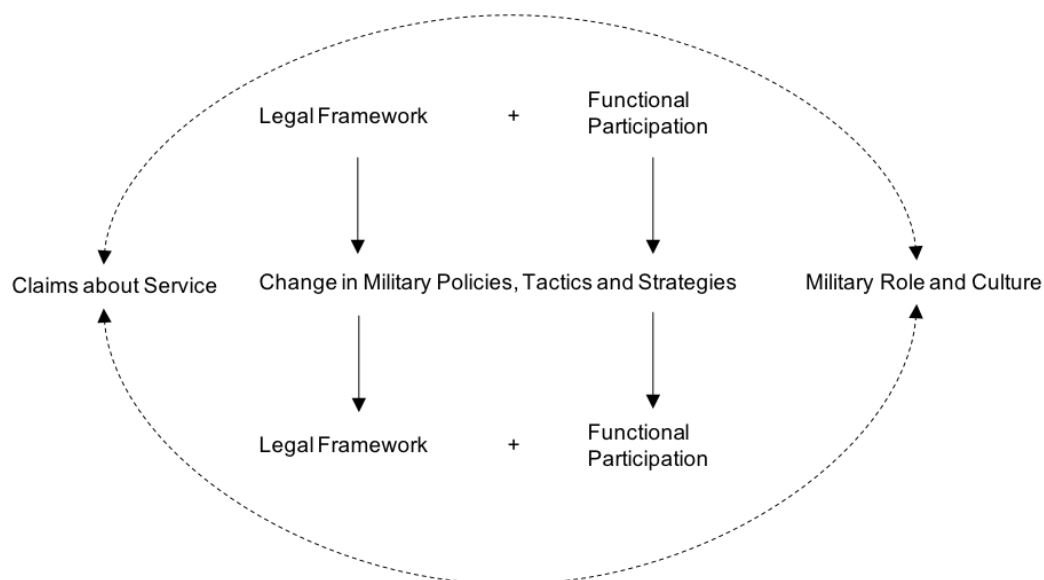 Legal Framework + Functional
Participation
Claims about Service Change in Military Policies, Tactics and Strategies Military Role and Culture
Legal Framework + Functional
Participation